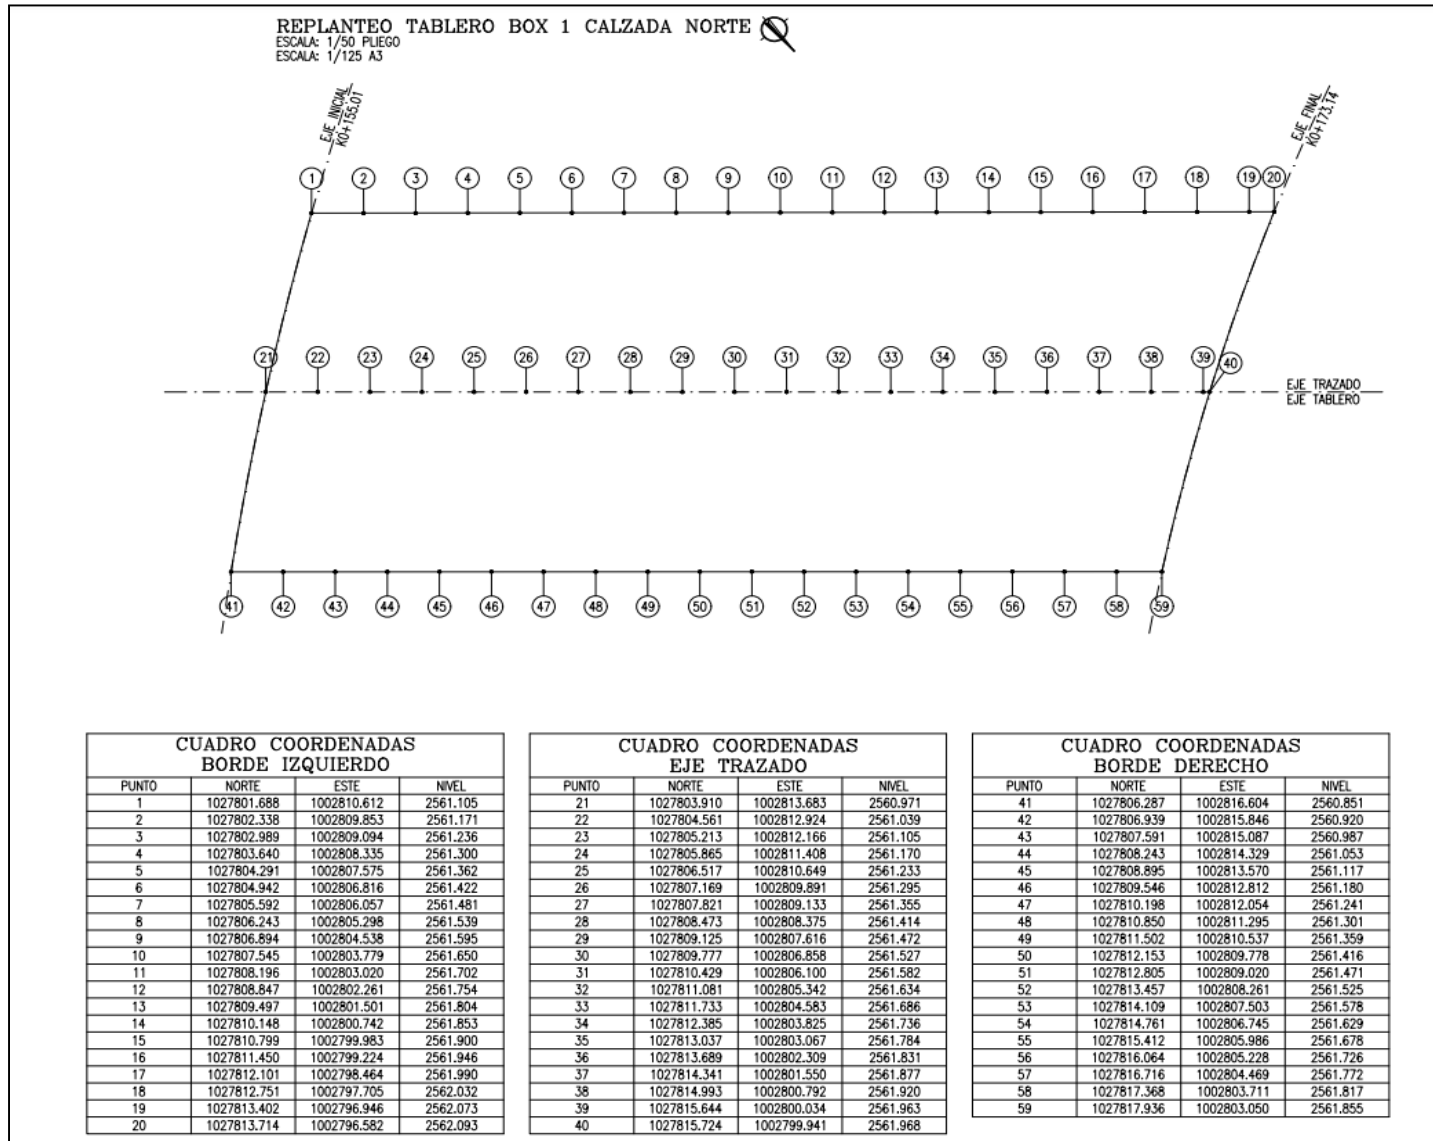 REPLANTEO TABLERO BOX 1 CALZADA NORTE
ESCALA: 1/50 PLIEGO
ESCALA: 1/125 A3
EJE INICIAL
K0+155.01
EJE FINAL
K0+173.14
1 2 3 4 5 6 7 8 9 10 11 12 13 14 15 16 17 18 19 20
21 22 23 24 25 26 27 28 29 30 31 32 33 34 35 36 37 38 39 40
EJE TRAZADO
EJE TABLERO
41 42 43 44 45 46 47 48 49 50 51 52 53 54 55 56 57 58 59
CUADRO COORDENADAS
BORDE IZQUIERDO
PUNTO NORTE ESTE NIVEL
1 1027801.688 1002810.612 2561.105
2 1027802.338 1002809.853 2561.171
3 1027802.989 1002809.094 2561.236
4 1027803.640 1002808.335 2561.300
5 1027804.291 1002807.575 2561.362
6 1027804.942 1002806.816 2561.422
7 1027805.592 1002806.057 2561.481
8 1027806.243 1002805.298 2561.539
9 1027806.894 1002804.538 2561.595
10 1027807.545 1002803.779 2561.650
11 1027808.196 1002803.020 2561.702
12 1027808.847 1002802.261 2561.754
13 1027809.497 1002801.501 2561.804
14 1027810.148 1002800.742 2561.853
15 1027810.799 1002799.983 2561.900
16 1027811.450 1002799.224 2561.946
17 1027812.101 1002798.464 2561.990
18 1027812.751 1002797.705 2562.032
19 1027813.402 1002796.946 2562.073
20 1027813.714 1002796.582 2562.093
CUADRO COORDENADAS
EJE TRAZADO
PUNTO NORTE ESTE NIVEL
21 1027803.910 1002813.683 2560.971
22 1027804.561 1002812.924 2561.039
23 1027805.213 1002812.166 2561.105
24 1027805.865 1002811.408 2561.170
25 1027806.517 1002810.649 2561.233
26 1027807.169 1002809.891 2561.295
27 1027807.821 1002809.133 2561.355
28 1027808.473 1002808.375 2561.414
29 1027809.125 1002807.616 2561.472
30 1027809.777 1002806.858 2561.527
31 1027810.429 1002806.100 2561.582
32 1027811.081 1002805.342 2561.634
33 1027811.733 1002804.583 2561.686
34 1027812.385 1002803.825 2561.736
35 1027813.037 1002803.067 2561.784
36 1027813.689 1002802.309 2561.831
37 1027814.341 1002801.550 2561.877
38 1027814.993 1002800.792 2561.920
39 1027815.644 1002800.034 2561.963
40 1027815.724 1002799.941 2561.968
CUADRO COORDENADAS
BORDE DERECHO
PUNTO NORTE ESTE NIVEL
41 1027806.287 1002816.604 2560.851
42 1027806.939 1002815.846 2560.920
43 1027807.591 1002815.087 2560.987
44 1027808.243 1002814.329 2561.053
45 1027808.895 1002813.570 2561.117
46 1027809.546 1002812.812 2561.180
47 1027810.198 1002812.054 2561.241
48 1027810.850 1002811.295 2561.301
49 1027811.502 1002810.537 2561.359
50 1027812.153 1002809.778 2561.416
51 1027812.805 1002809.020 2561.471
52 1027813.457 1002808.261 2561.525
53 1027814.109 1002807.503 2561.578
54 1027814.761 1002806.745 2561.629
55 1027815.412 1002805.986 2561.678
56 1027816.064 1002805.228 2561.726
57 1027816.716 1002804.469 2561.772
58 1027817.368 1002803.711 2561.817
59 1027817.936 1002803.050 2561.855